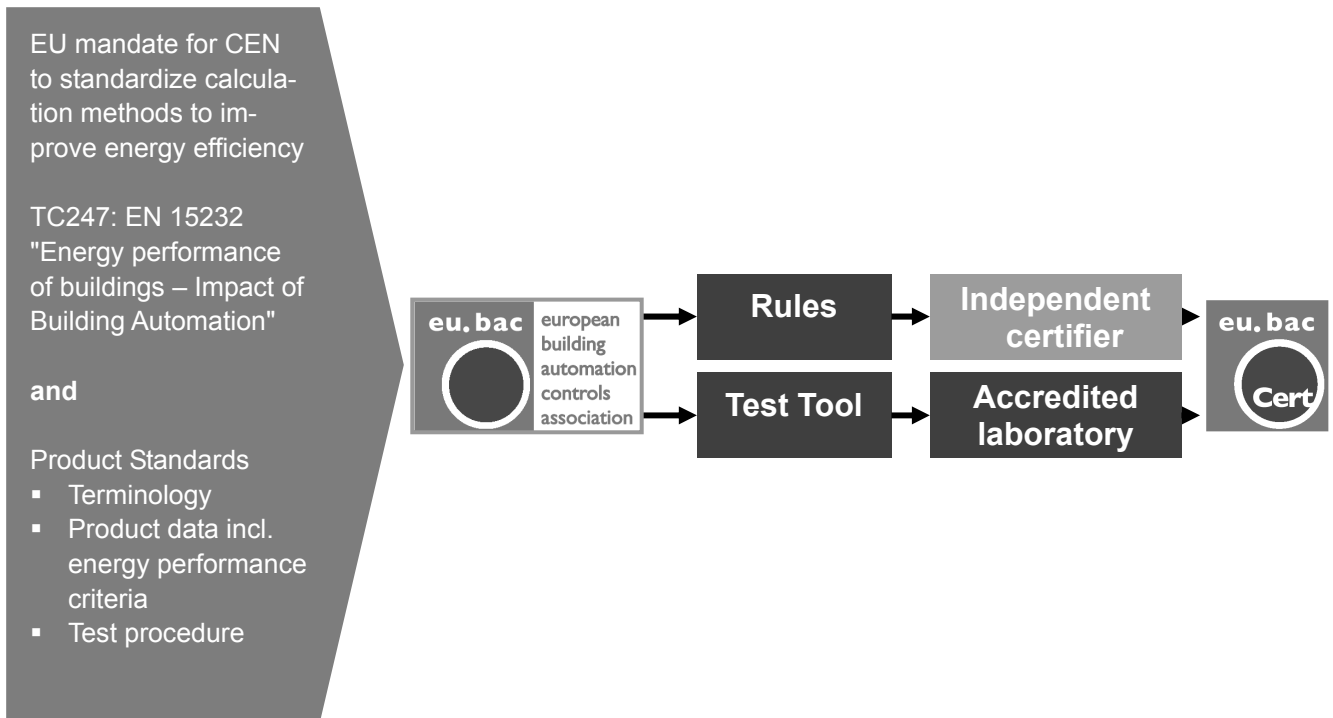 EU mandate for CEN
to standardize calcula-
tion methods to im-
prove energy efficiency
TC247: EN 15232
"Energy performance
of buildings – Impact of
Building Automation"
and
Product Standards
▪ Terminology
▪ Product data incl.
energy performance
criteria
▪ Test procedure
eu.bac
european
building
automation
controls
association
Rules
Independent
certifier
Test Tool
Accredited
laboratory
eu.bac
Cert